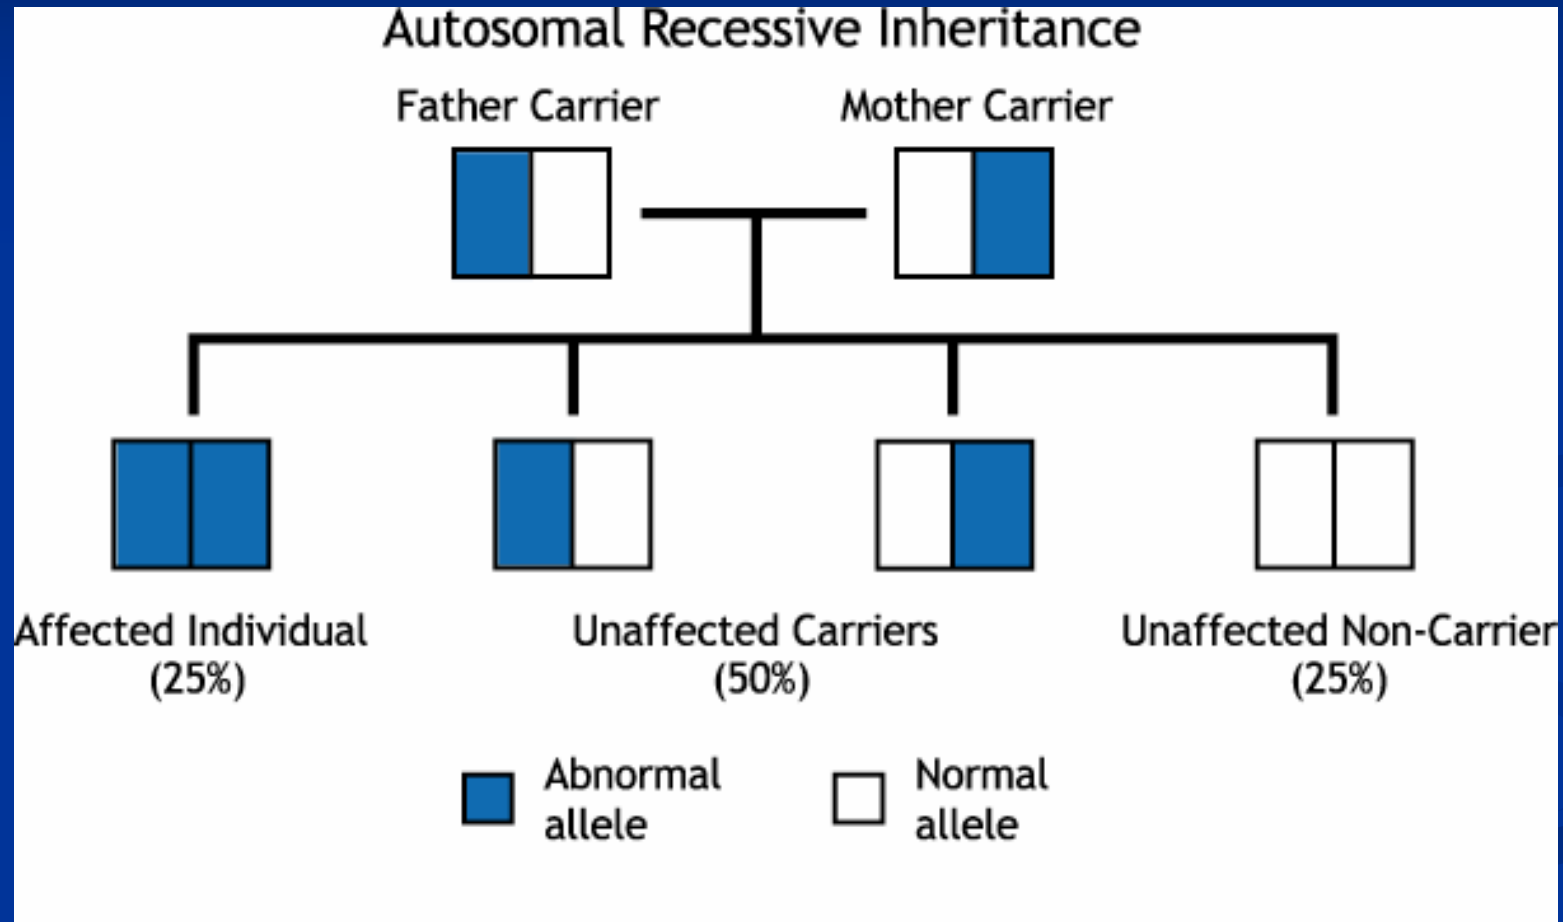 Autosomal Recessive Inheritance
Father Carrier
Mother Carrier
Affected Individual
(25%)
Unaffected Carriers
(50%)
Unaffected Non-Carrier
(25%)
Abnormal
allele
Normal
allele